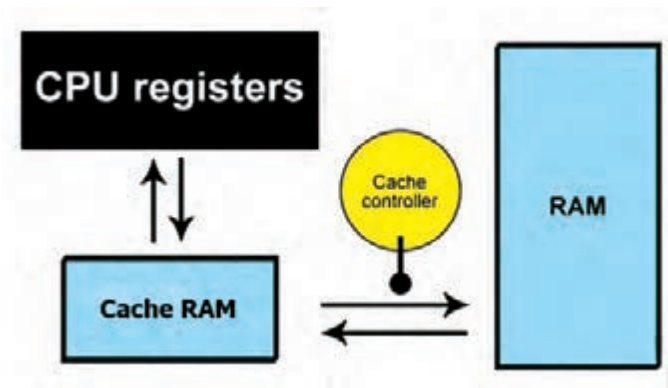 CPU registers
Cache
controller
RAM
Cache RAM